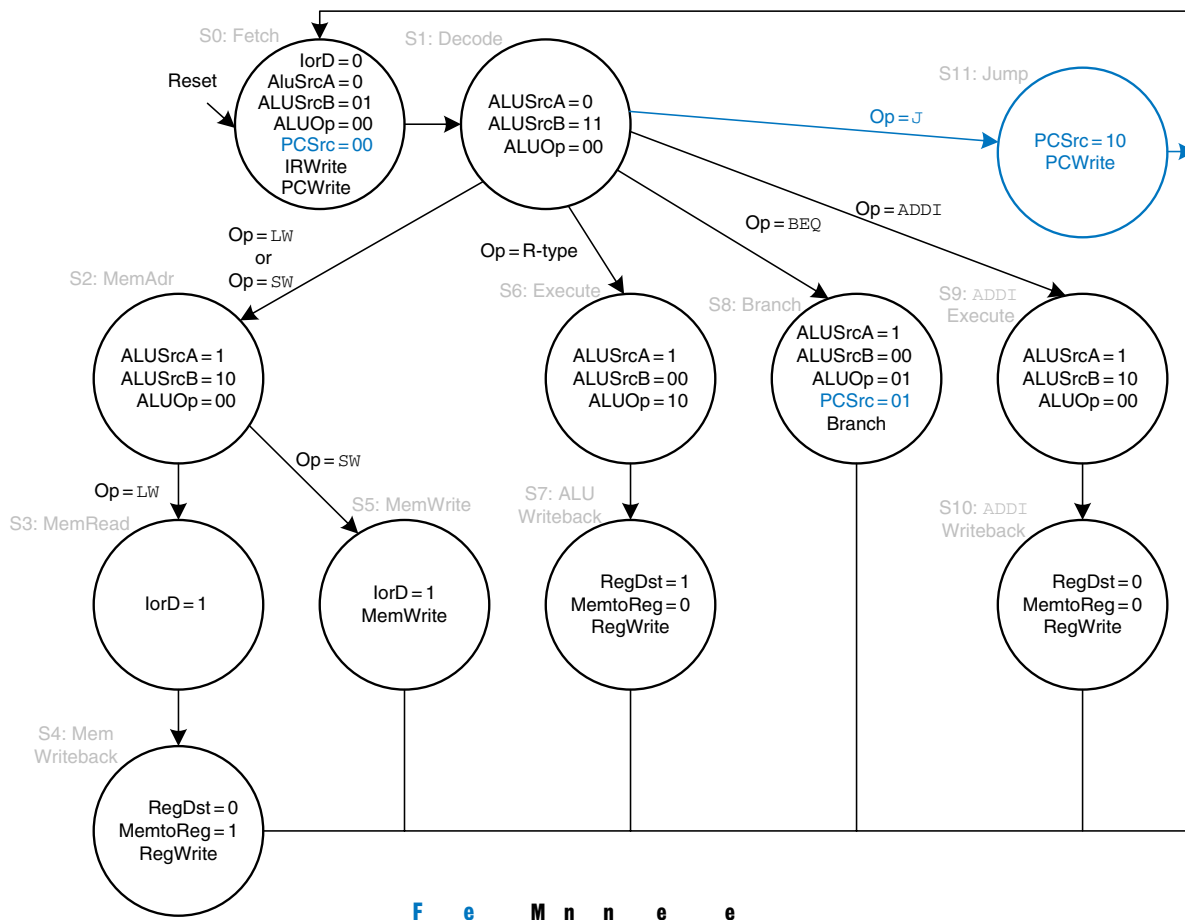 S0: Fetch
S1: Decode
S11: Jump
Reset
IorD = 0
AluSrcA = 0
ALUSrcB = 01
ALUOp = 00
PCSrc = 00
IRWrite
PCWrite
ALUSrcA = 0
ALUSrcB = 11
ALUOp = 00
Op = J
PCSrc = 10
PCWrite
Op = LW
or
Op = SW
Op = R-type
Op = BEQ
Op = ADDI
S2: MemAdr
S6: Execute
S8: Branch
S9: ADDI
Execute
ALUSrcA = 1
ALUSrcB = 10
ALUOp = 00
ALUSrcA = 1
ALUSrcB = 00
ALUOp = 10
ALUSrcA = 1
ALUSrcB = 00
ALUOp = 01
PCSrc = 01
Branch
ALUSrcA = 1
ALUSrcB = 10
ALUOp = 00
Op = LW
Op = SW
S3: MemRead
S5: MemWrite
S7: ALU
Writeback
S10: ADDI
Writeback
IorD = 1
IorD = 1
MemWrite
RegDst = 1
MemtoReg = 0
RegWrite
RegDst = 0
MemtoReg = 0
RegWrite
S4: Mem
Writeback
RegDst = 0
MemtoReg = 1
RegWrite
F e M n n e e